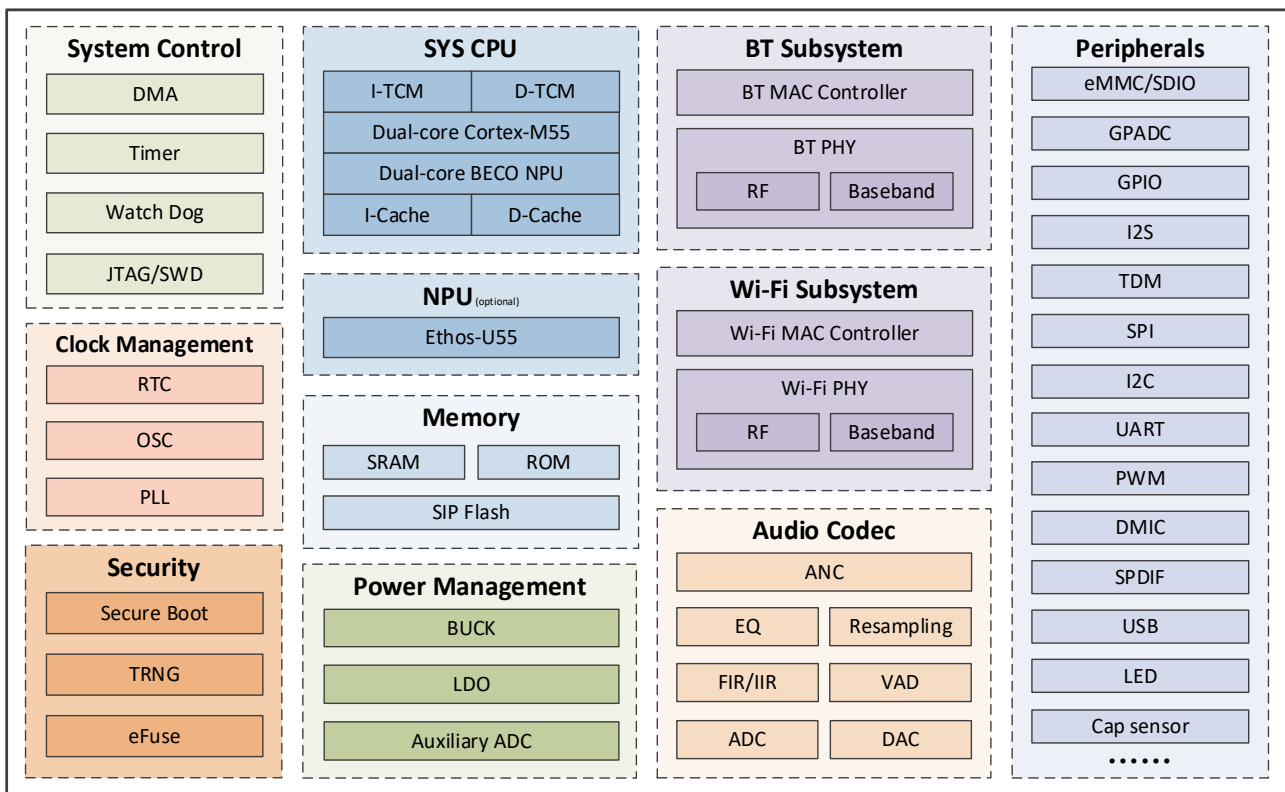 System Control
DMA
Timer
Watch Dog
JTAG/SWD
Clock Management
RTC
OSC
PLL
Security
Secure Boot
TRNG
eFuse
SYS CPU
I-TCM D-TCM
Dual-core Cortex-M55
Dual-core BECO NPU
I-Cache D-Cache
NPU (optional)
Ethos-U55
Memory
SRAM ROM
SIP Flash
Power Management
BUCK
LDO
Auxiliary ADC
BT Subsystem
BT MAC Controller
BT PHY
RF Baseband
Wi-Fi Subsystem
Wi-Fi MAC Controller
Wi-Fi PHY
RF Baseband
Audio Codec
ANC
EQ Resampling
FIR/IIR VAD
ADC DAC
Peripherals
eMMC/SDIO
GPADC
GPIO
I2S
TDM
SPI
I2C
UART
PWM
DMIC
SPDIF
USB
LED
Cap sensor
••••••